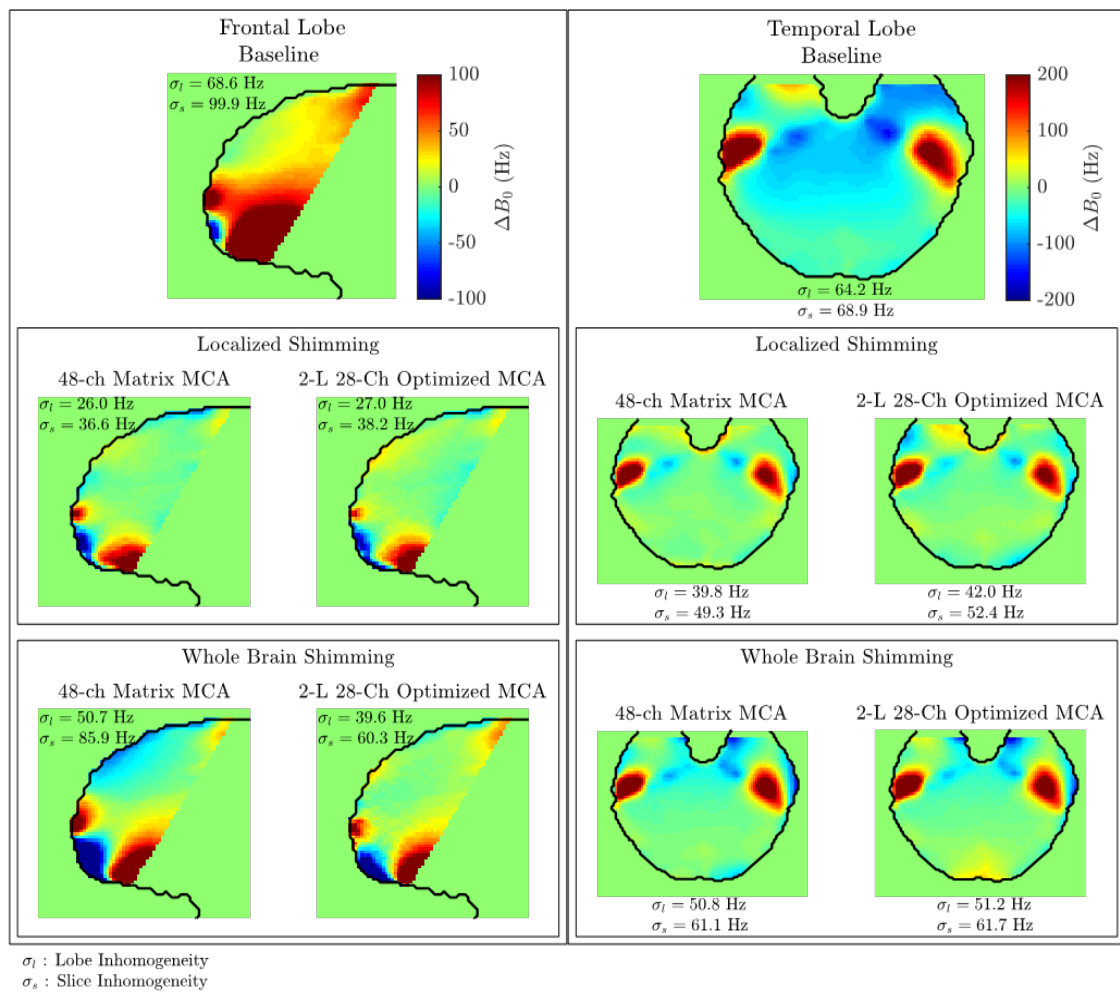 Frontal Lobe
Baseline
σ_l = 68.6 Hz
σ_s = 99.9 Hz
100
50
0
-50
-100
ΔB_0 (Hz)
Temporal Lobe
Baseline
200
100
0
-100
-200
ΔB_0 (Hz)
σ_l = 64.2 Hz
σ_s = 68.9 Hz
Localized Shimming
48-ch Matrix MCA
2-L 28-Ch Optimized MCA
σ_l = 26.0 Hz
σ_s = 36.6 Hz
σ_l = 27.0 Hz
σ_s = 38.2 Hz
Localized Shimming
48-ch Matrix MCA
2-L 28-Ch Optimized MCA
σ_l = 39.8 Hz
σ_s = 49.3 Hz
σ_l = 42.0 Hz
σ_s = 52.4 Hz
Whole Brain Shimming
48-ch Matrix MCA
2-L 28-Ch Optimized MCA
σ_l = 50.7 Hz
σ_s = 85.9 Hz
σ_l = 39.6 Hz
σ_s = 60.3 Hz
Whole Brain Shimming
48-ch Matrix MCA
2-L 28-Ch Optimized MCA
σ_l = 50.8 Hz
σ_s = 61.1 Hz
σ_l = 51.2 Hz
σ_s = 61.7 Hz
σ_l : Lobe Inhomogeneity
σ_s : Slice Inhomogeneity